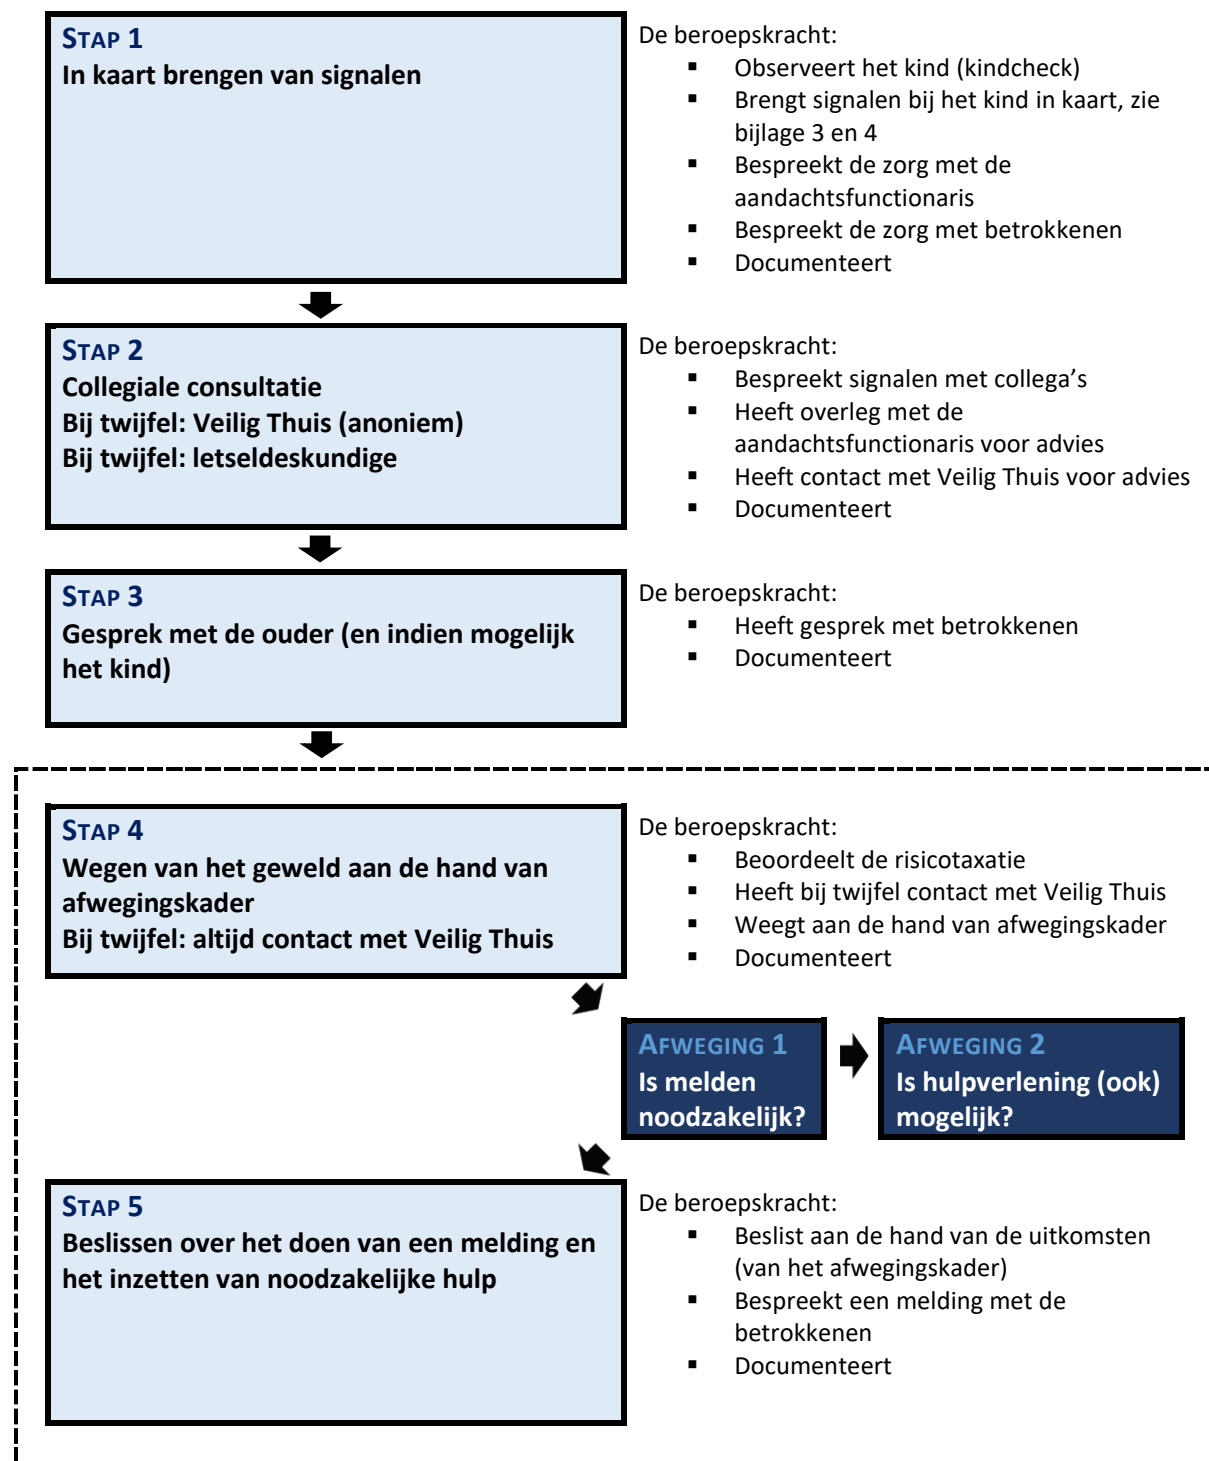 STAP 1
In kaart brengen van signalen
De beroepskracht:
▪ Observeert het kind (kindcheck)
▪ Brengt signalen bij het kind in kaart, zie
bijlage 3 en 4
▪ Bespreekt de zorg met de
aandachtsfunctionaris
▪ Bespreekt de zorg met betrokkenen
▪ Documenteert
STAP 2
Collegiale consultatie
Bij twijfel: Veilig Thuis (anoniem)
Bij twijfel: letseldeskundige
De beroepskracht:
▪ Bespreekt signalen met collega’s
▪ Heeft overleg met de
aandachtsfunctionaris voor advies
▪ Heeft contact met Veilig Thuis voor advies
▪ Documenteert
STAP 3
Gesprek met de ouder (en indien mogelijk
het kind)
De beroepskracht:
▪ Heeft gesprek met betrokkenen
▪ Documenteert
STAP 4
Wegen van het geweld aan de hand van
afwegingskader
Bij twijfel: altijd contact met Veilig Thuis
De beroepskracht:
▪ Beoordeelt de risicotaxatie
▪ Heeft bij twijfel contact met Veilig Thuis
▪ Weegt aan de hand van afwegingskader
▪ Documenteert
AFWEGING 1
Is melden
noodzakelijk?
AFWEGING 2
Is hulpverlening (ook)
mogelijk?
STAP 5
Beslissen over het doen van een melding en
het inzetten van noodzakelijke hulp
De beroepskracht:
▪ Beslist aan de hand van de uitkomsten
(van het afwegingskader)
▪ Bespreekt een melding met de
betrokkenen
▪ Documenteert